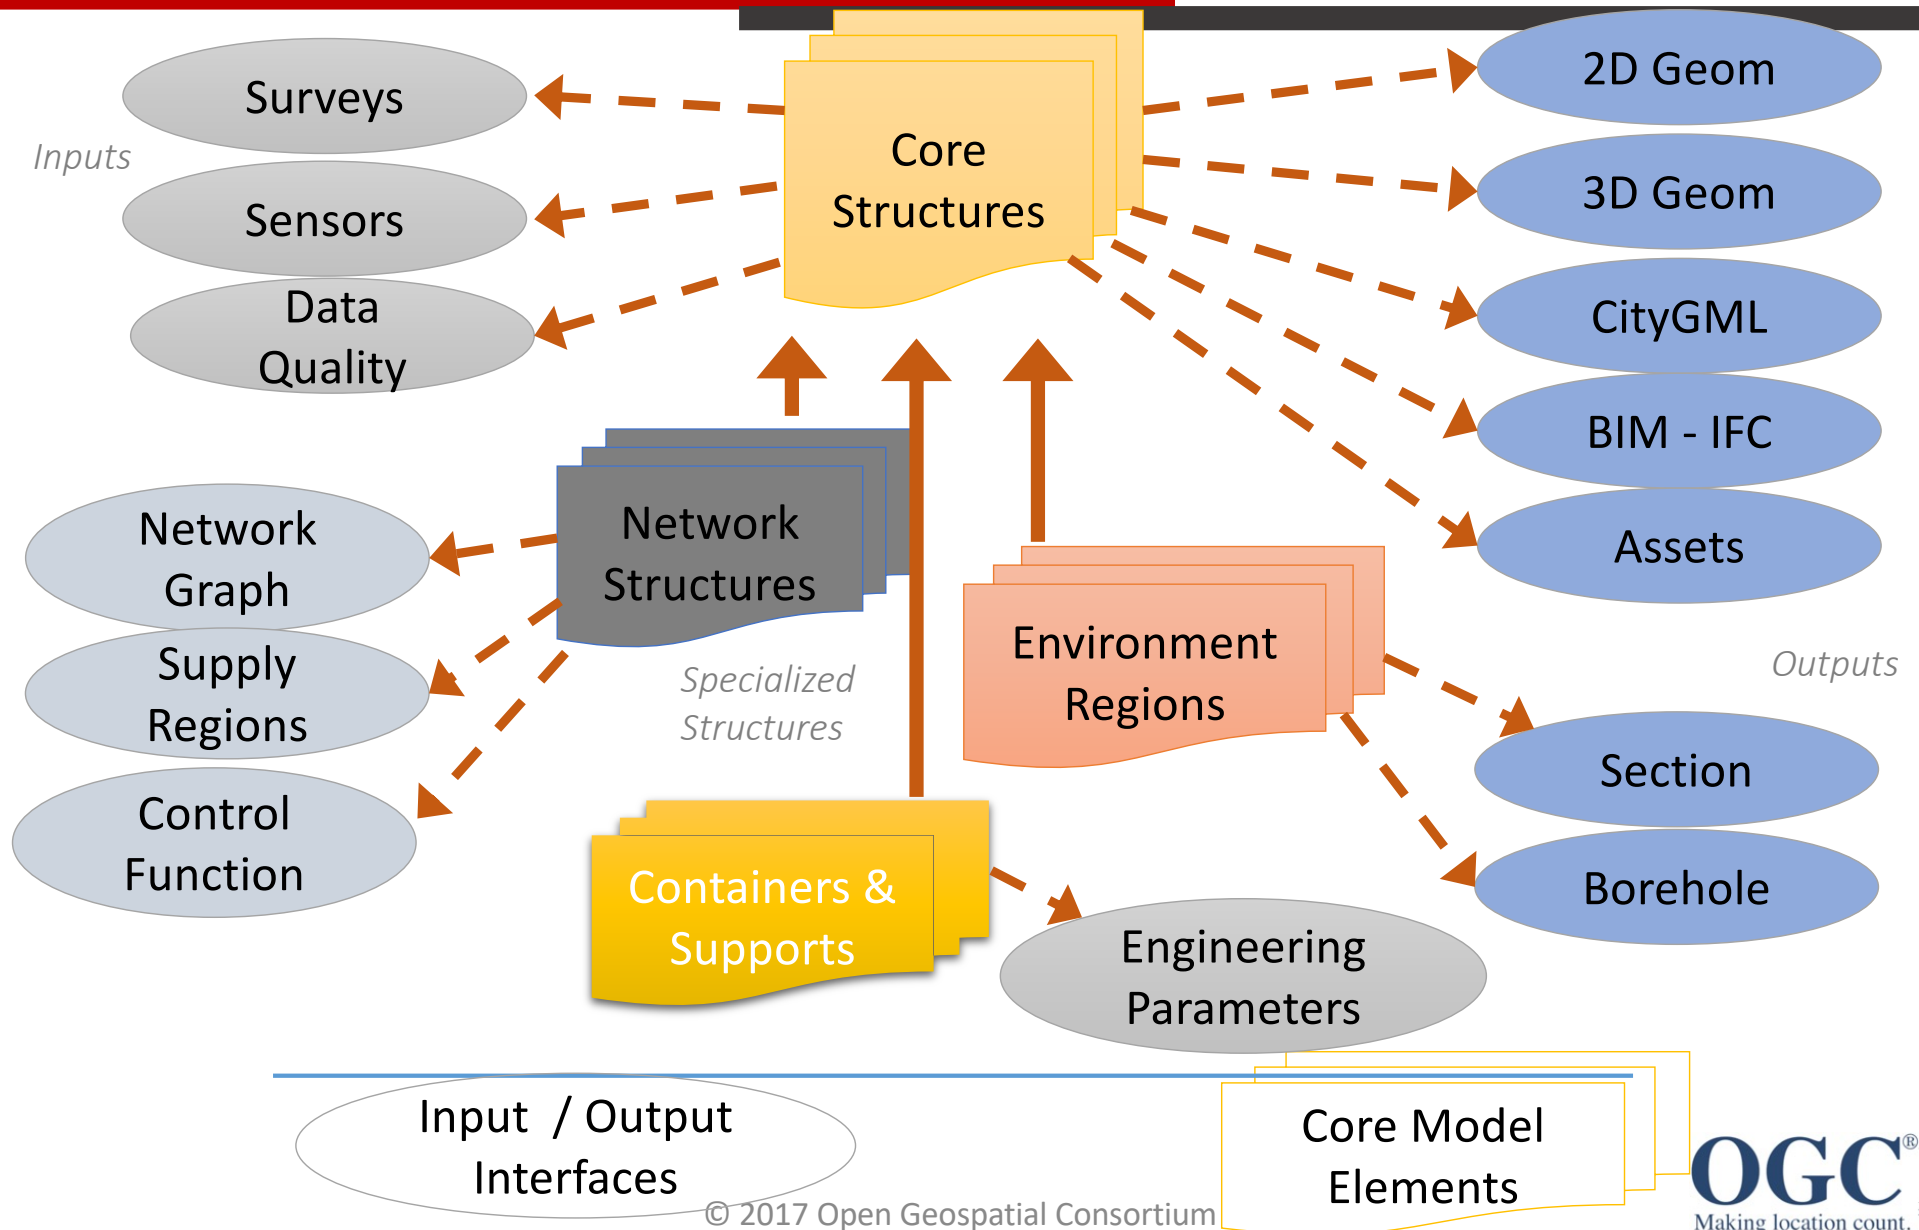 Surveys
Inputs
Sensors
Data
Quality
Core
Structures
2D Geom
3D Geom
CityGML
BIM - IFC
Assets
Network
Graph
Supply
Regions
Control
Function
Network
Structures
Specialized
Structures
Environment
Regions
Outputs
Section
Borehole
Containers &
Supports
Engineering
Parameters
Input / Output
Interfaces
Core Model
Elements
© 2017 Open Geospatial Consortium
OGC®
Making location count.